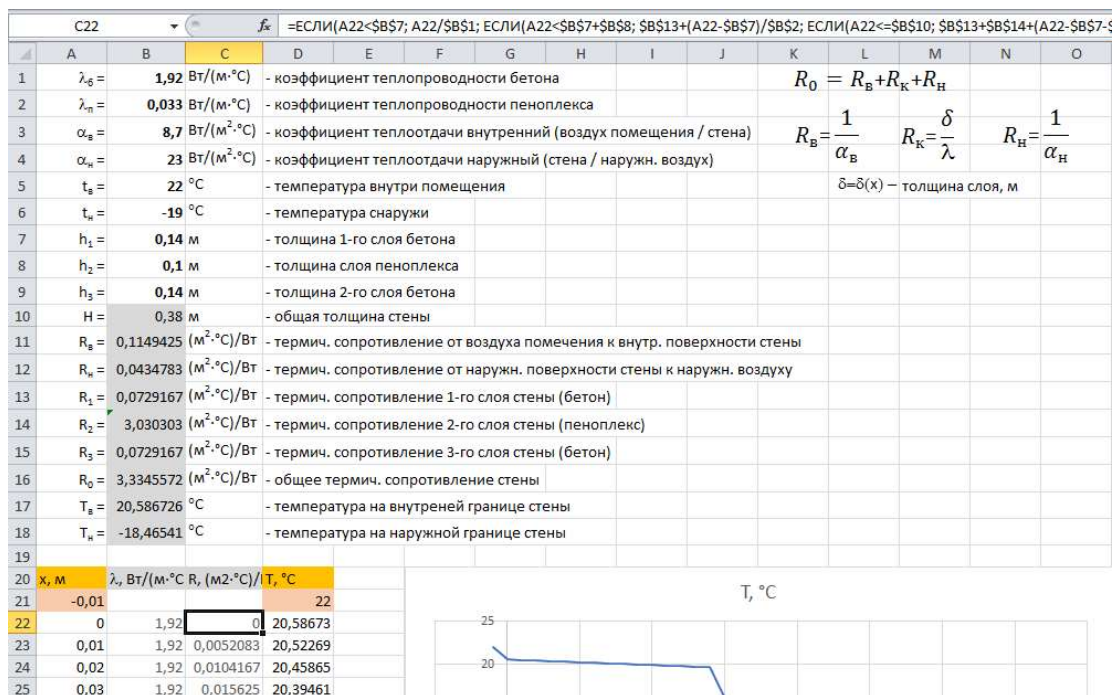 C22 fx =ЕСЛИ(A22<$B$7; A22/$B$1; ЕСЛИ(A22<$B$7+$B$8; $B$13+(A22-$B$7)/$B$2; ЕСЛИ(A22<=$B$10; $B$13+$B$14+(A22-$B$7-$
A B C D E F G H I J K L M N O
1 λб = 1,92 Вт/(м·°C) - коэффициент теплопроводности бетона R₀ = Rв+Rк+Rн
2 λп = 0,033 Вт/(м·°C) - коэффициент теплопроводности пеноплекса
3 αв = 8,7 Вт/(м²·°C) - коэффициент теплоотдачи внутренний (воздух помещения / стена) Rв=1/αв Rк=δ/λ Rн=1/αн
4 αн = 23 Вт/(м²·°C) - коэффициент теплоотдачи наружный (стена / наружн. воздух)
5 tв = 22 °C - температура внутри помещения δ=δ(x) – толщина слоя, м
6 tн = -19 °C - температура снаружи
7 h₁ = 0,14 м - толщина 1-го слоя бетона
8 h₂ = 0,1 м - толщина слоя пеноплекса
9 h₃ = 0,14 м - толщина 2-го слоя бетона
10 H = 0,38 м - общая толщина стены
11 Rв = 0,1149425 (м²·°C)/Вт - термич. сопротивление от воздуха помечения к внутр. поверхности стены
12 Rн = 0,0434783 (м²·°C)/Вт - термич. сопротивление от наружн. поверхности стены к наружн. воздуху
13 R₁ = 0,0729167 (м²·°C)/Вт - термич. сопротивление 1-го слоя стены (бетон)
14 R₂ = 3,030303 (м²·°C)/Вт - термич. сопротивление 2-го слоя стены (пеноплекс)
15 R₃ = 0,0729167 (м²·°C)/Вт - термич. сопротивление 3-го слоя стены (бетон)
16 R₀ = 3,3345572 (м²·°C)/Вт - общее термич. сопротивление стены
17 Tв = 20,586726 °C - температура на внутреней границе стены
18 Tн = -18,46541 °C - температура на наружной границе стены
19
20 x, м λ, Вт/(м·°C R, (м2·°C)/ T, °C
21 -0,01 22 T, °C
22 0 1,92 0 20,58673 25
23 0,01 1,92 0,0052083 20,52269
24 0,02 1,92 0,0104167 20,45865 20
25 0,03 1,92 0,015625 20,39461